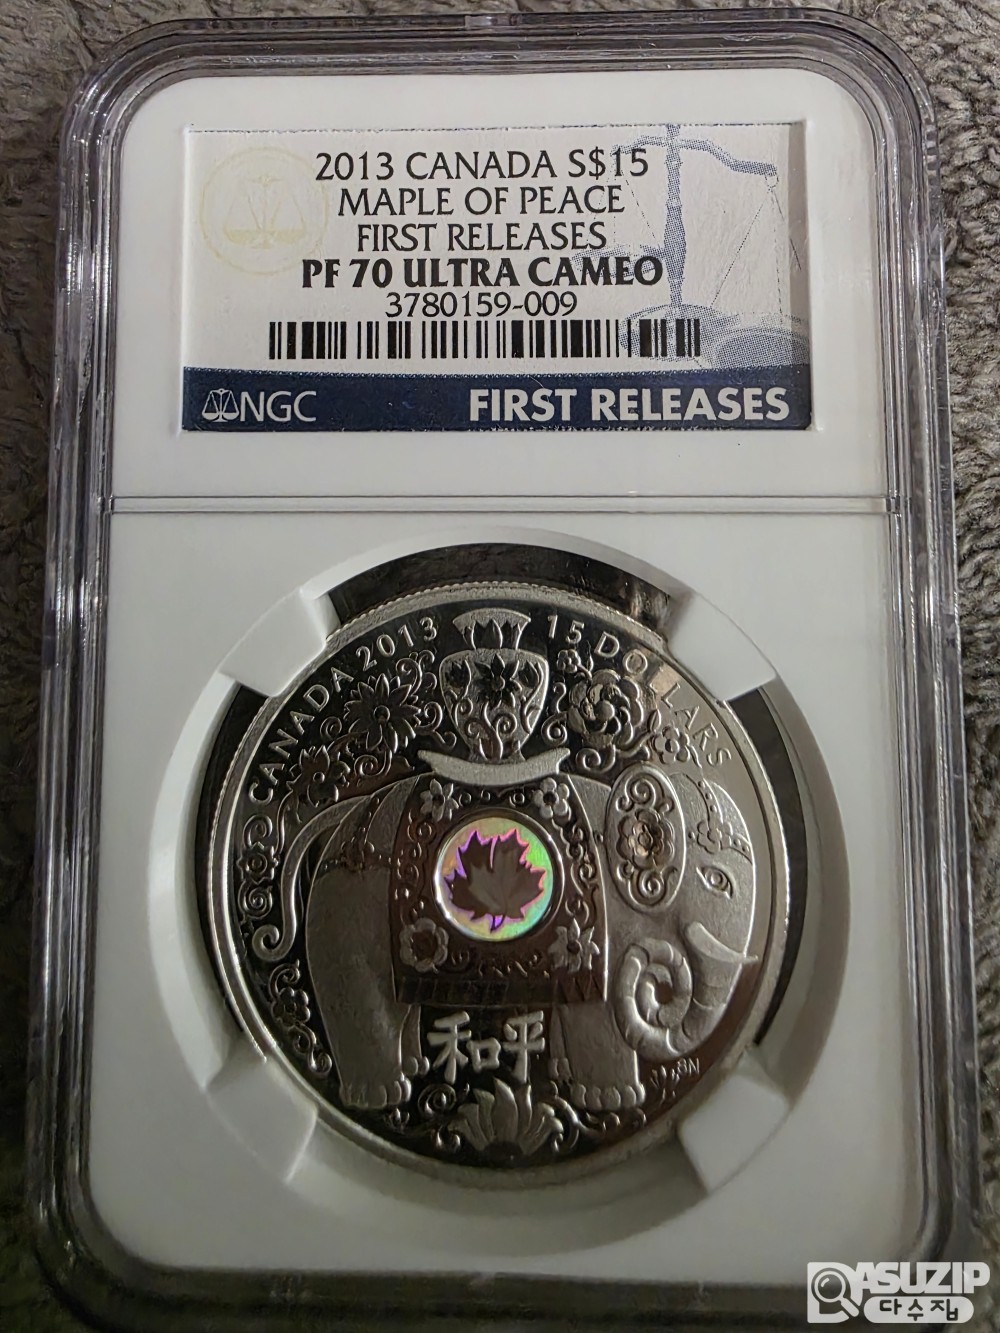 2013 CANADA S$15
MAPLE OF PEACE
FIRST RELEASES
PF 70 ULTRA CAMEO
3780159-009
NGC
FIRST RELEASES
CANADA 2013 15 DOLLARS
和平
SN
ASUZIP
다수집